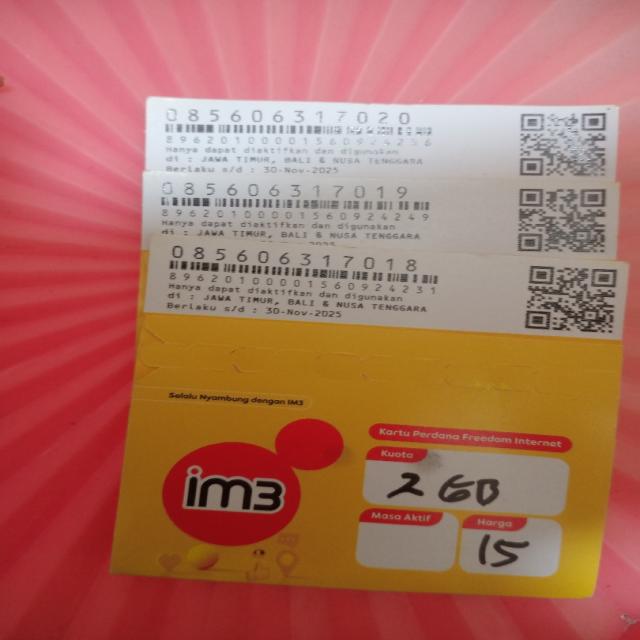 085606317020
89620100001560924256
Hanya dapat diaktifkan dan digunakan
di : JAWA TIMUR, BALI & NUSA TENGGARA
Berlaku s/d : 30-Nov-2025
085606317019
89620100001560924249
Hanya dapat diaktifkan dan digunakan
di : JAWA TIMUR, BALI & NUSA TENGGARA
085606317018
89620100001560924231
Hanya dapat diaktifkan dan digunakan
di : JAWA TIMUR, BALI & NUSA TENGGARA
Berlaku s/d : 30-Nov-2025
Selalu Nyambung dengan IM3
im3
Kartu Perdana Freedom Internet
Kuota
2 GB
Masa Aktif
Harga
15